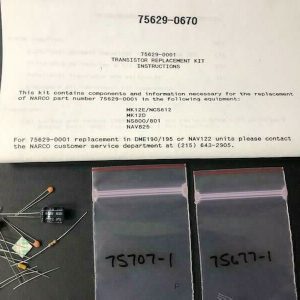 75629-0670
75629-0001
TRANSISTOR REPLACEMENT KIT
INSTRUCTIONS
This kit contains components and information necessary for the replacement
of NARCO part number 75629-0001 in the following equipment:
MK12E/NCS812
MK12D
NS800/801
NAV825
For 75629-0001 replacement in DME190/195 or NAV122 units please contact
the NARCO customer service department at (215) 643-2905.
75707-1
75677-1